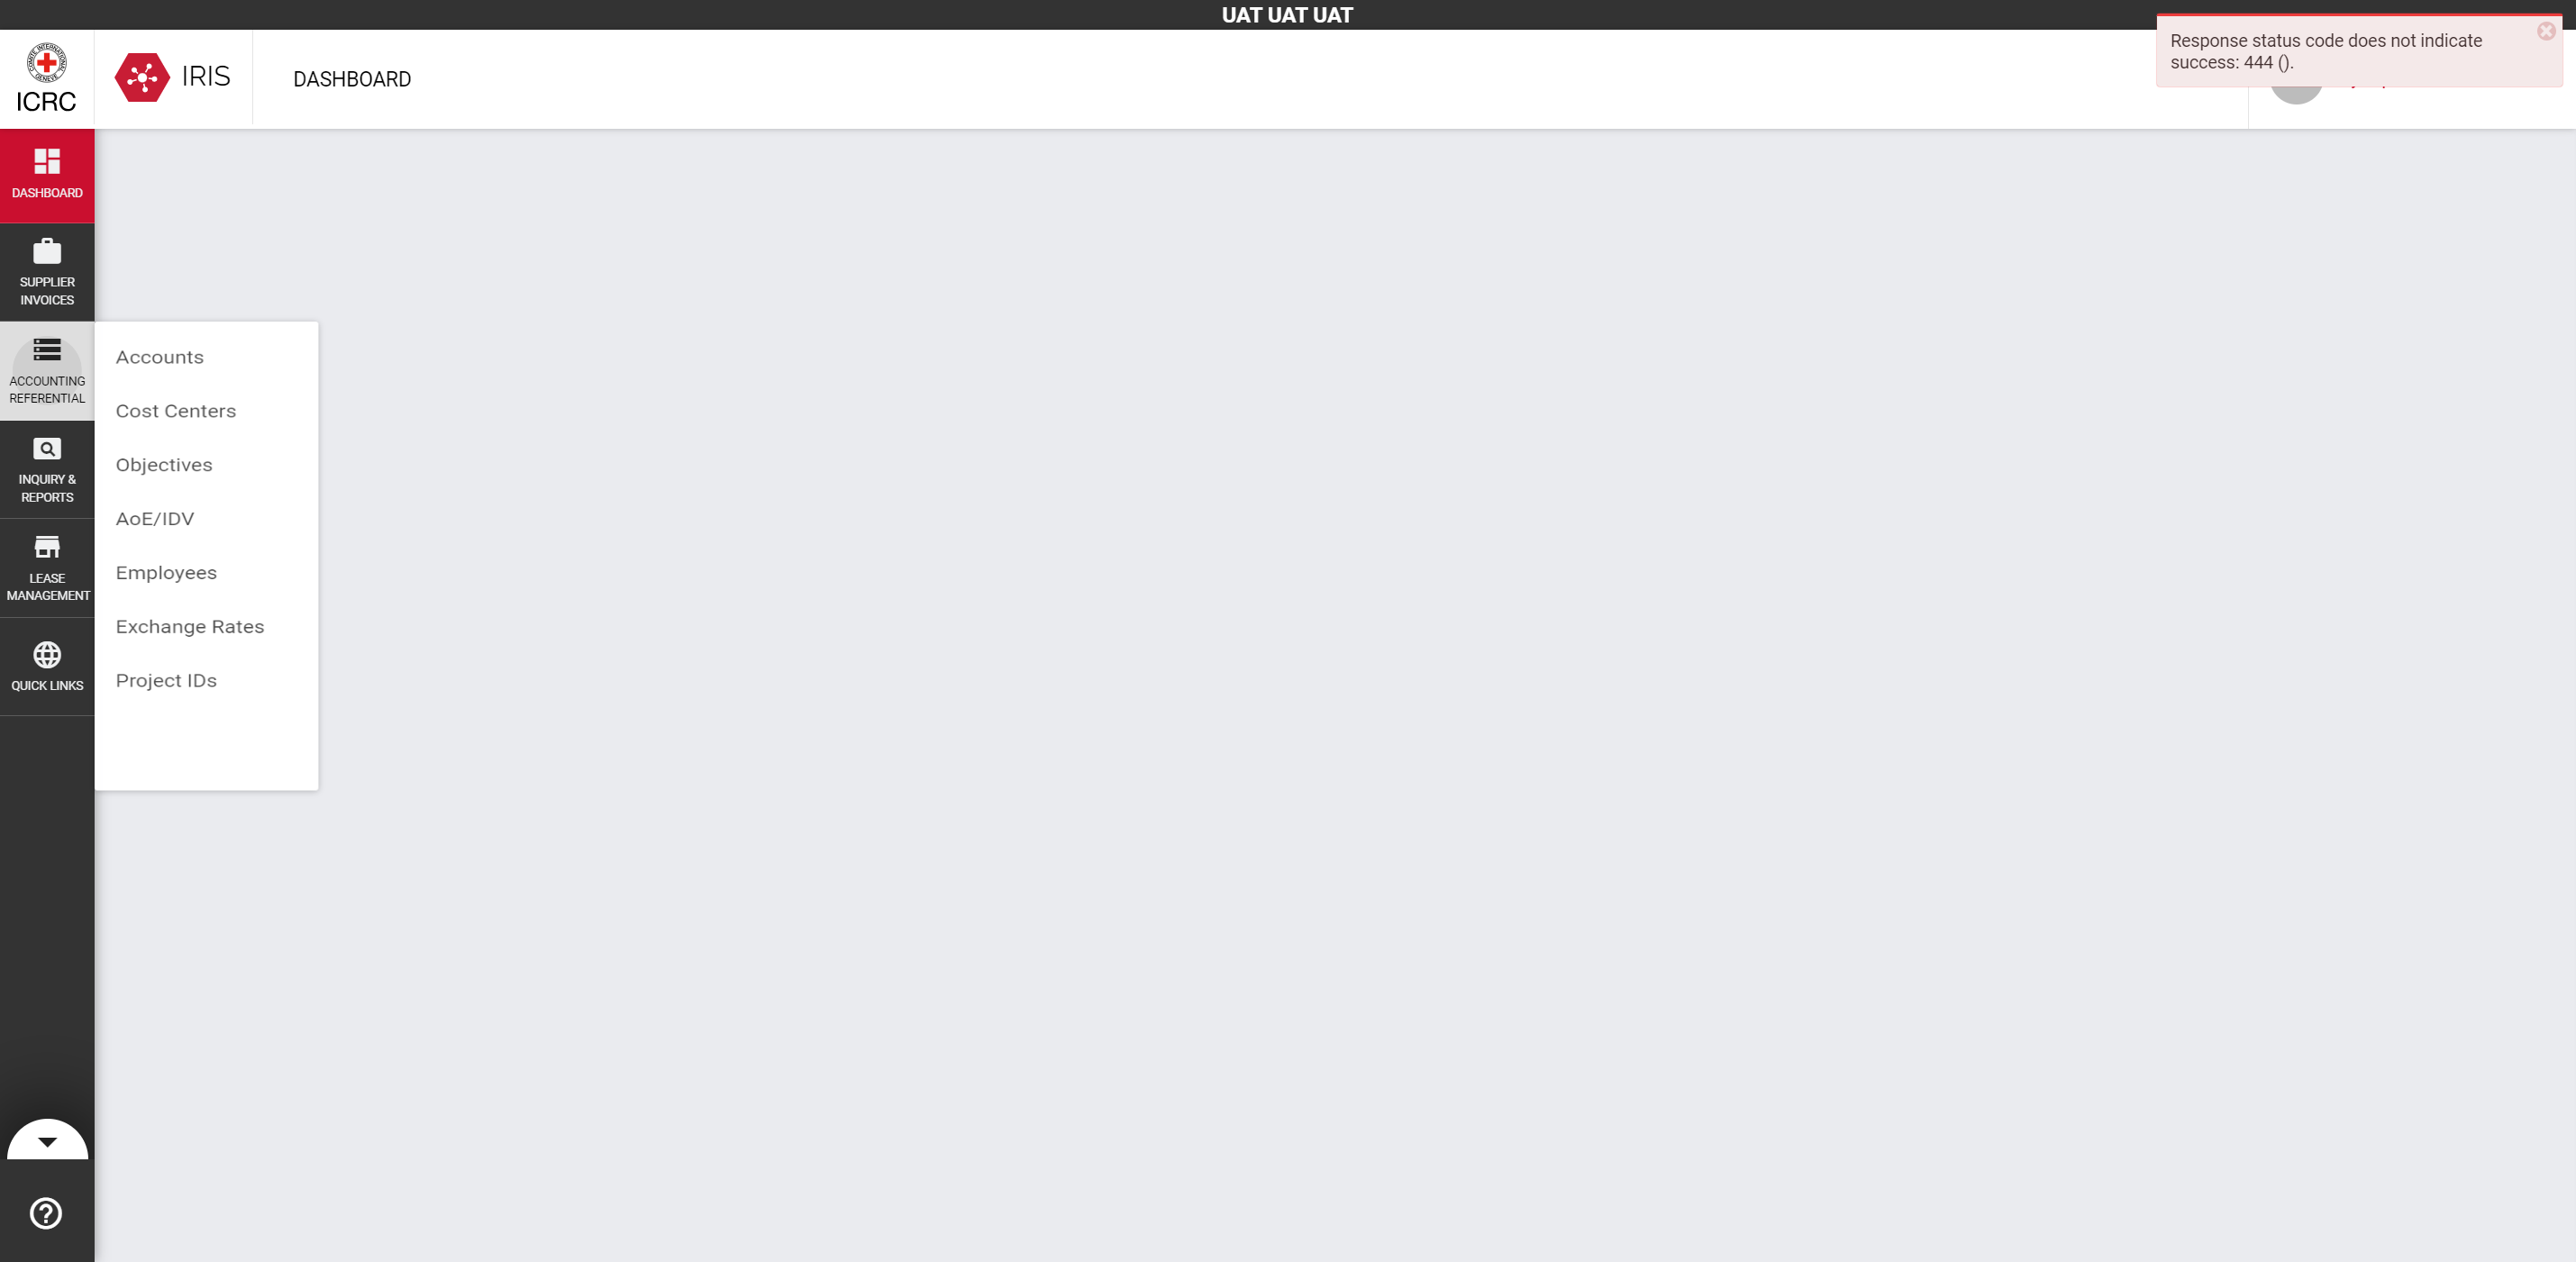 UAT UAT UAT
Response status code does not indicate
success: 444 ().
ICRC
IRIS
DASHBOARD
DASHBOARD
SUPPLIER
INVOICES
ACCOUNTING
REFERENTIAL
Accounts
Cost Centers
Objectives
AoE/IDV
Employees
Exchange Rates
Project IDs
INQUIRY &
REPORTS
LEASE
MANAGEMENT
QUICK LINKS